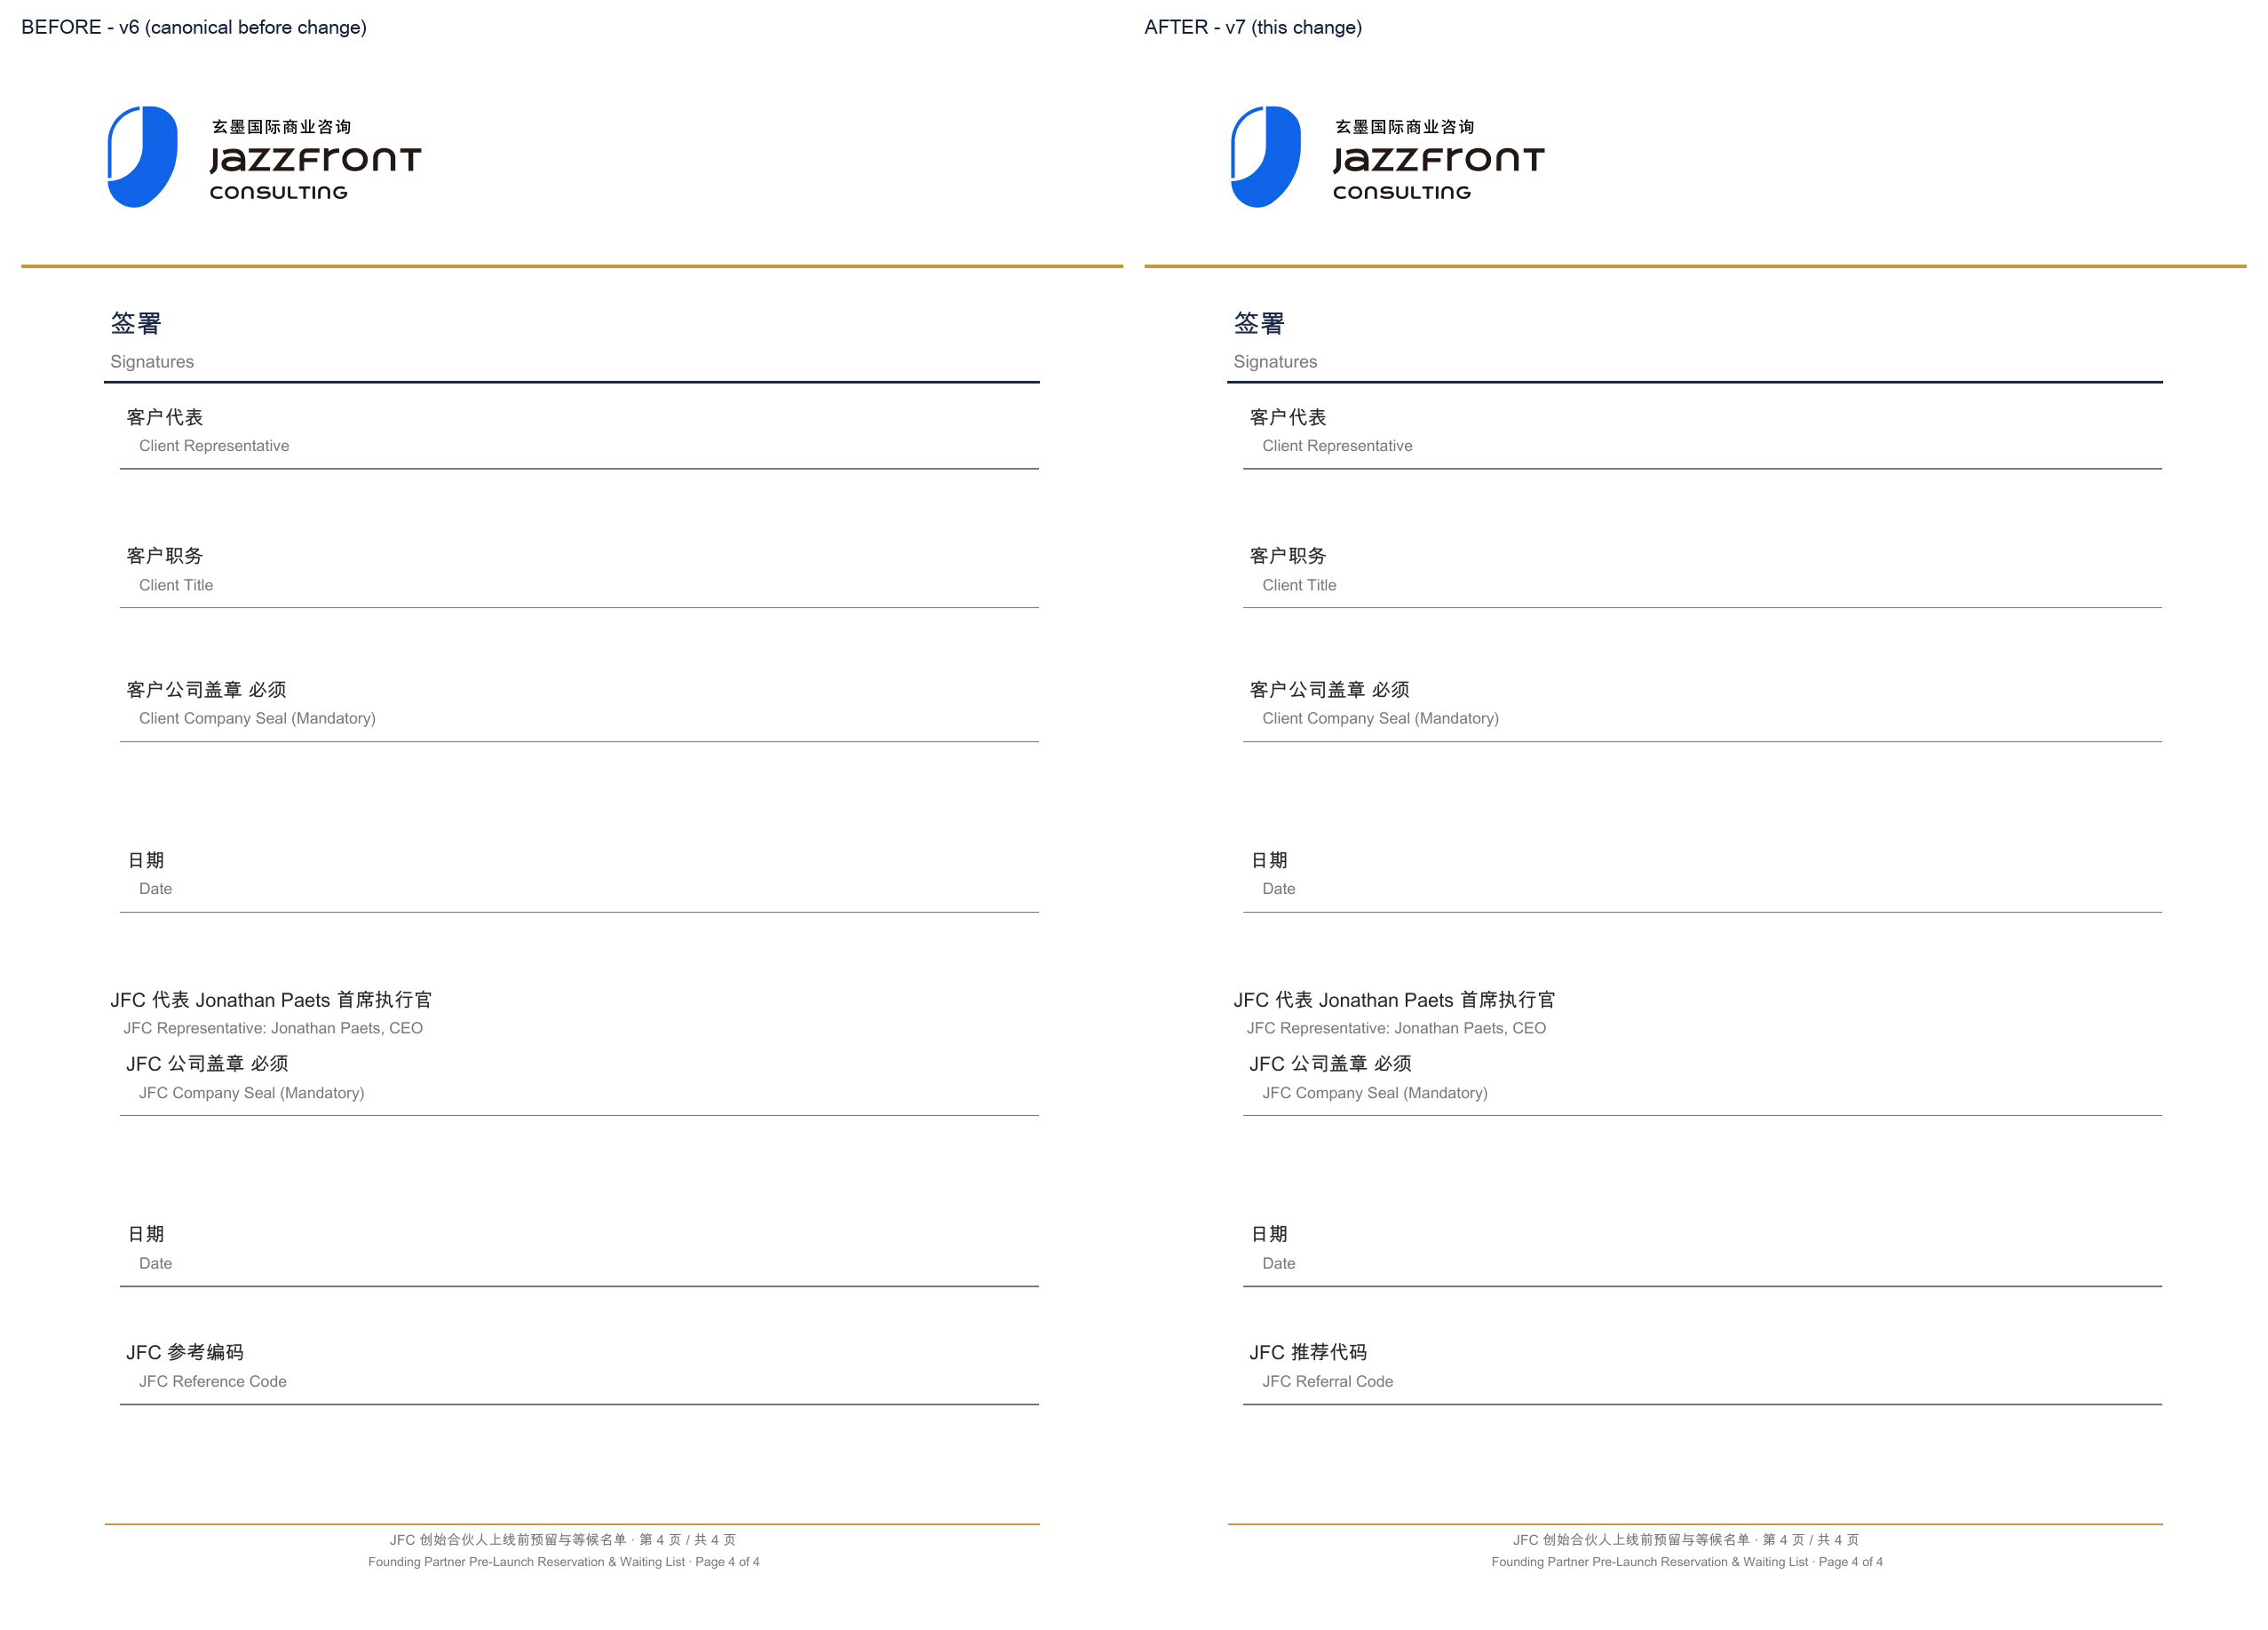 BEFORE - v6 (canonical before change)
玄墨国际商业咨询
JAZZFRONT
CONSULTING
签署
Signatures
客户代表
Client Representative
客户职务
Client Title
客户公司盖章 必须
Client Company Seal (Mandatory)
日期
Date
JFC 代表 Jonathan Paets 首席执行官
JFC Representative: Jonathan Paets, CEO
JFC 公司盖章 必须
JFC Company Seal (Mandatory)
日期
Date
JFC 参考编码
JFC Reference Code
JFC 创始合伙人上线前预留与等候名单 · 第 4 页 / 共 4 页
Founding Partner Pre-Launch Reservation & Waiting List · Page 4 of 4
AFTER - v7 (this change)
玄墨国际商业咨询
JAZZFRONT
CONSULTING
签署
Signatures
客户代表
Client Representative
客户职务
Client Title
客户公司盖章 必须
Client Company Seal (Mandatory)
日期
Date
JFC 代表 Jonathan Paets 首席执行官
JFC Representative: Jonathan Paets, CEO
JFC 公司盖章 必须
JFC Company Seal (Mandatory)
日期
Date
JFC 推荐代码
JFC Referral Code
JFC 创始合伙人上线前预留与等候名单 · 第 4 页 / 共 4 页
Founding Partner Pre-Launch Reservation & Waiting List · Page 4 of 4